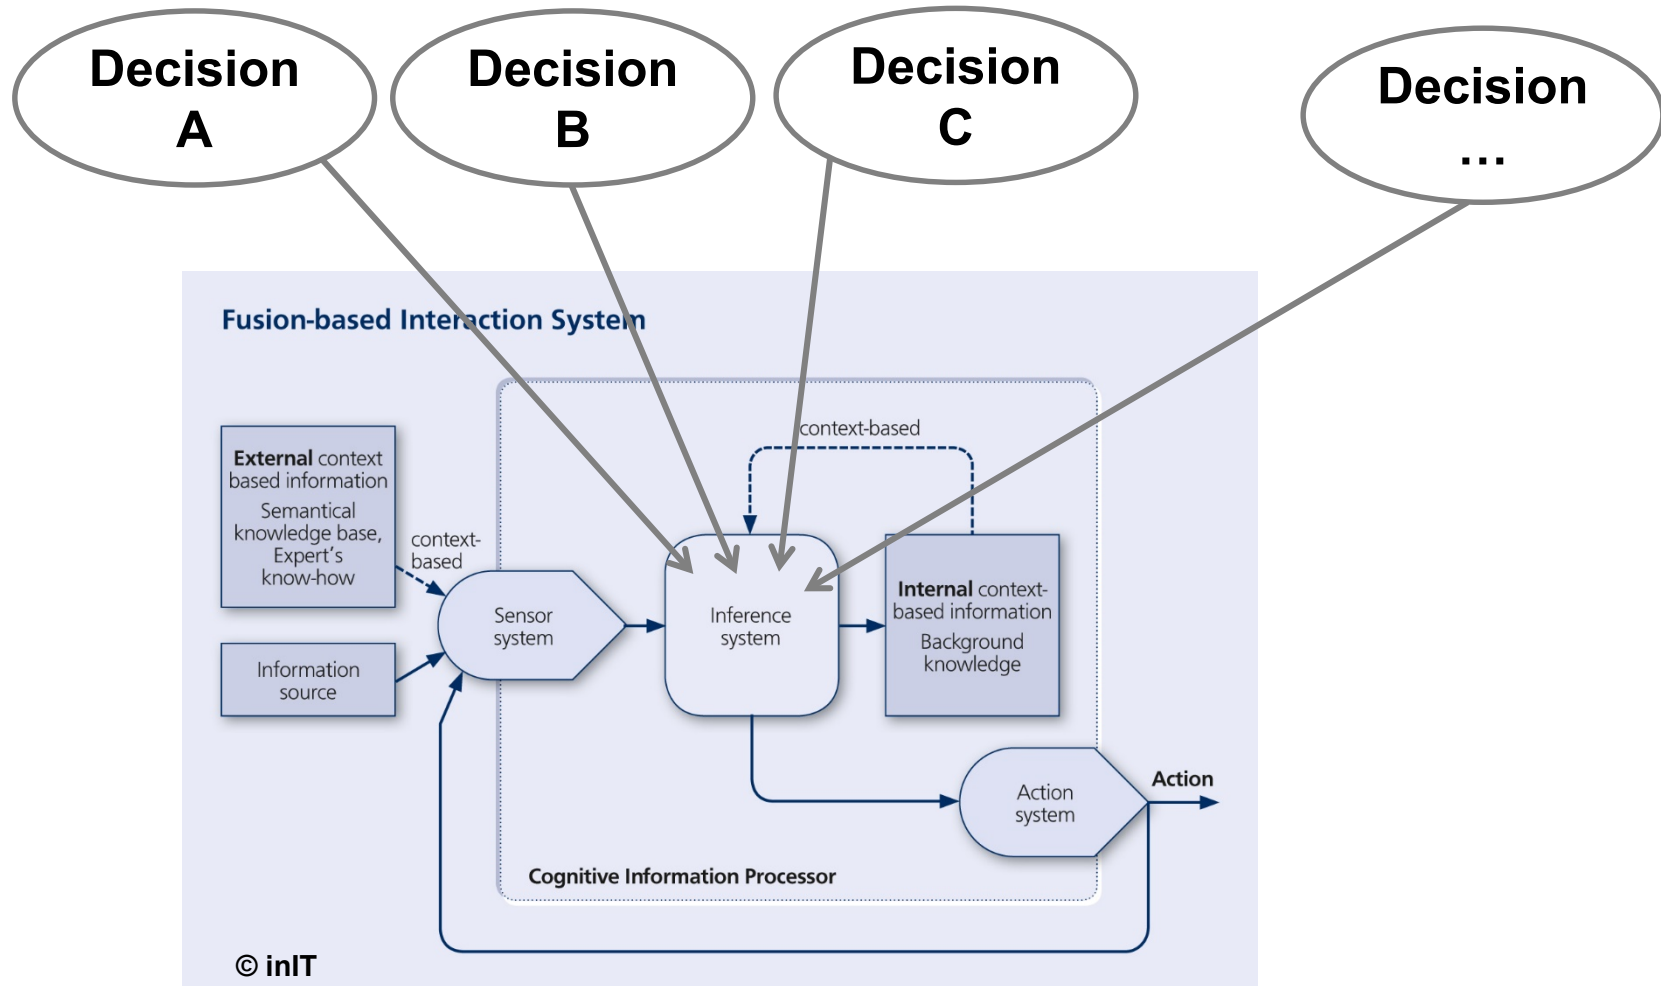 Decision
A
Decision
B
Decision
C
Decision
...
Fusion-based Interaction System
context-based
External context
based information
Semantical
knowledge base,
Expert's
know-how
context-
based
Sensor
system
Inference
system
Internal context-
based information
Background
knowledge
Information
source
Action
system
Action
Cognitive Information Processor
© inIT